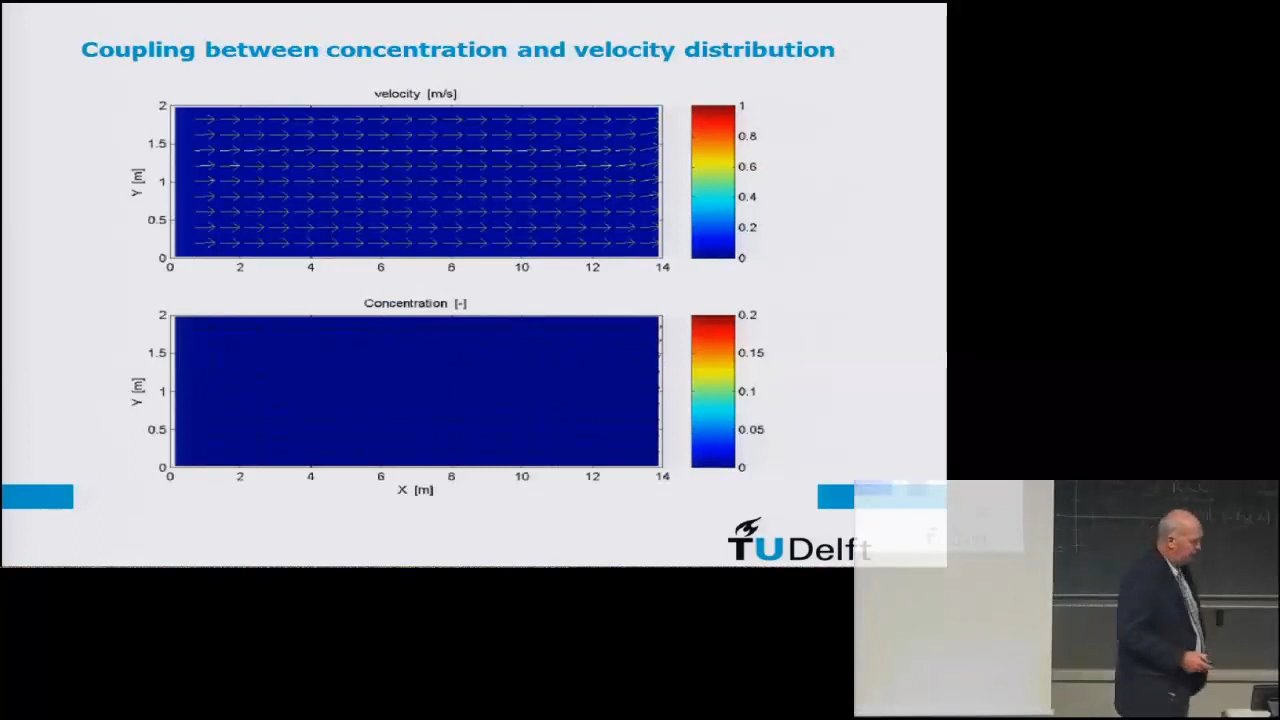 Coupling between concentration and velocity distribution
velocity [m/s]
2
1.5
1
0.5
0
Y [m]
0 2 4 6 8 10 12 14
1
0.8
0.6
0.4
0.2
0
Concentration [-]
2
1.5
1
0.5
0
Y [m]
0 2 4 6 8 10 12 14
X [m]
0.2
0.15
0.1
0.05
0
TU Delft